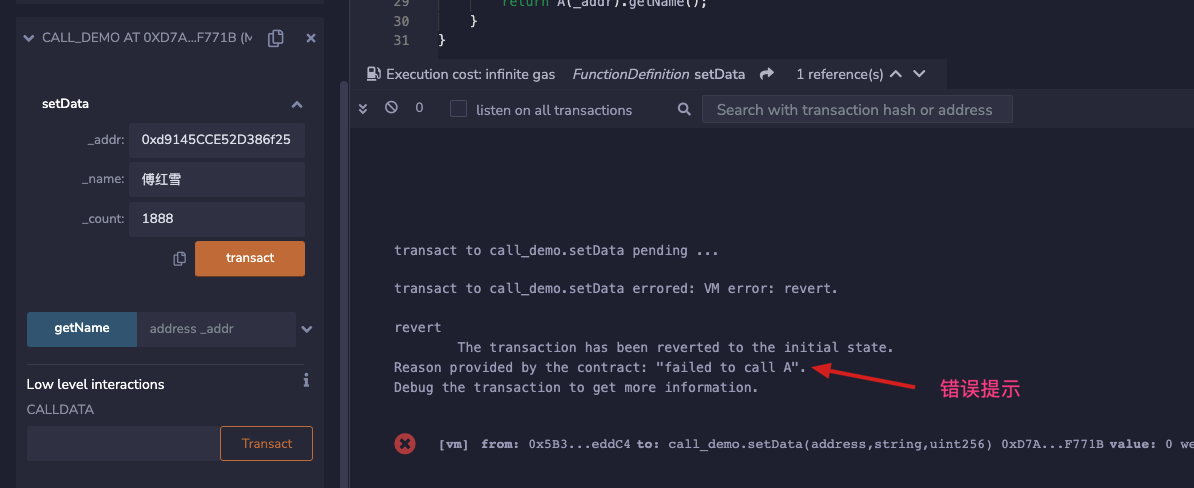 CALL_DEMO AT 0XD7A...F771B (M
setData
_addr: 0xd9145CCE52D386f25
_name: 傅红雪
_count: 1888
transact
getName address _addr
Low level interactions
CALLDATA
Transact
29 return A(_addr).getName();
30 }
31 }
Execution cost: infinite gas FunctionDefinition setData 1 reference(s)
0 listen on all transactions Search with transaction hash or address
transact to call_demo.setData pending ...
transact to call_demo.setData errored: VM error: revert.
revert
The transaction has been reverted to the initial state.
Reason provided by the contract: "failed to call A".
Debug the transaction to get more information.
错误提示
[vm] from: 0x5B3...eddC4 to: call_demo.setData(address,string,uint256) 0xD7A...F771B value: 0 we